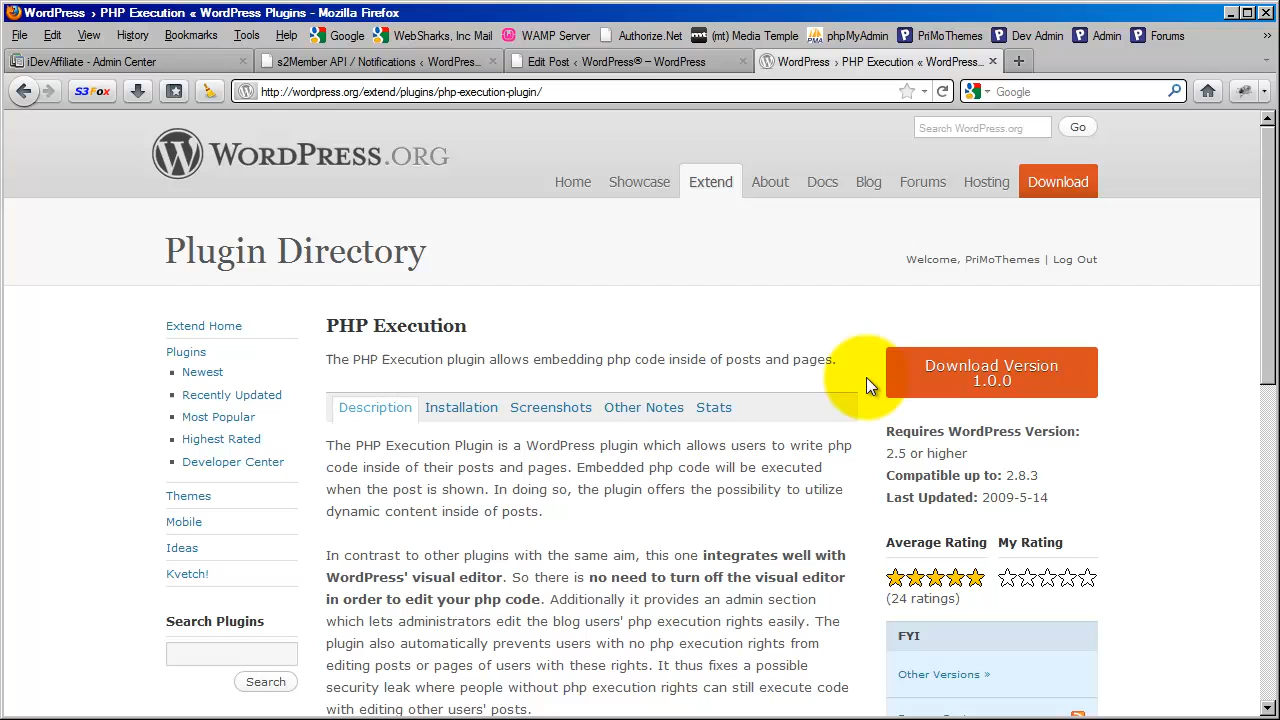 WordPress › PHP Execution « WordPress Plugins - Mozilla Firefox
File Edit View History Bookmarks Tools Help Google WebSharks, Inc Mail WAMP Server Authorize.Net mt (mt) Media Temple PMA phpMyAdmin P PriMoThemes P Dev Admin P Admin P Forums »
iDevAffiliate - Admin Center s2Member API / Notifications ‹ WordPres... Edit Post ‹ WordPress® — WordPress WordPress › PHP Execution « WordPress...
S3Fox http://wordpress.org/extend/plugins/php-execution-plugin/ Google
Search WordPress.org Go
WORDPRESS.ORG
Home Showcase Extend About Docs Blog Forums Hosting Download
Plugin Directory
Welcome, PriMoThemes | Log Out
Extend Home
Plugins
Newest
Recently Updated
Most Popular
Highest Rated
Developer Center
Themes
Mobile
Ideas
Kvetch!
Search Plugins
Search
PHP Execution
The PHP Execution plugin allows embedding php code inside of posts and pages.
Description Installation Screenshots Other Notes Stats
The PHP Execution Plugin is a WordPress plugin which allows users to write php
code inside of their posts and pages. Embedded php code will be executed
when the post is shown. In doing so, the plugin offers the possibility to utilize
dynamic content inside of posts.
In contrast to other plugins with the same aim, this one integrates well with
WordPress' visual editor. So there is no need to turn off the visual editor
in order to edit your php code. Additionally it provides an admin section
which lets administrators edit the blog users' php execution rights easily. The
plugin also automatically prevents users with no php execution rights from
editing posts or pages of users with these rights. It thus fixes a possible
security leak where people without php execution rights can still execute code
with editing other users' posts.
Download Version
1.0.0
Requires WordPress Version:
2.5 or higher
Compatible up to: 2.8.3
Last Updated: 2009-5-14
Average Rating My Rating
(24 ratings)
FYI
Other Versions »